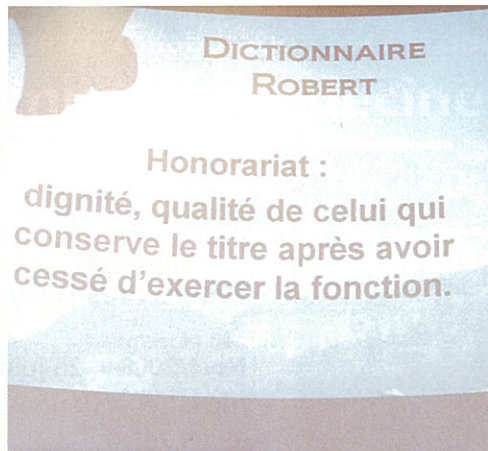 DICTIONNAIRE
ROBERT
Honorariat :
dignité, qualité de celui qui
conserve le titre après avoir
cessé d'exercer la fonction.